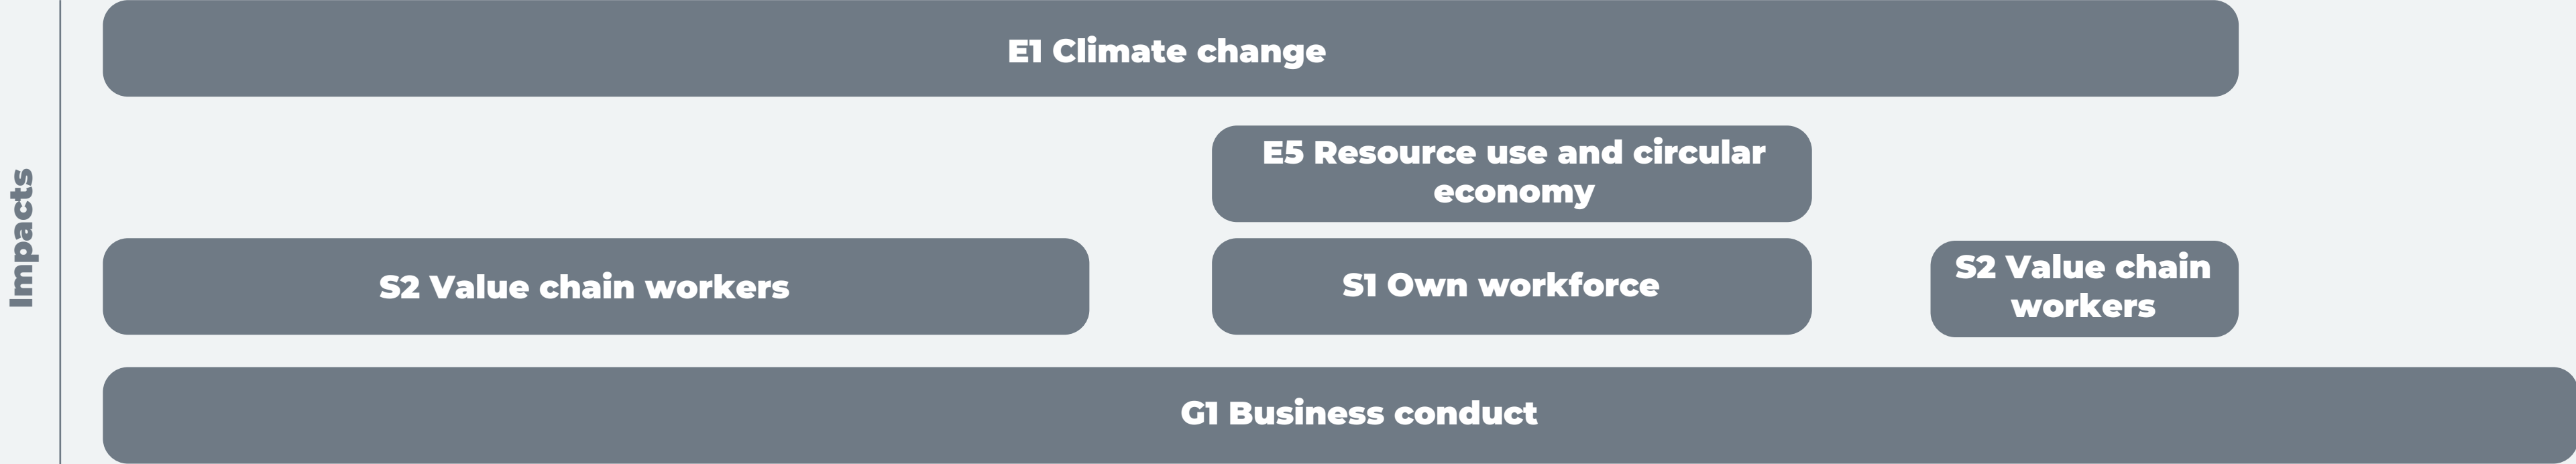 Impacts
E1 Climate change
E5 Resource use and circular
economy
S2 Value chain workers
S1 Own workforce
S2 Value chain
workers
G1 Business conduct